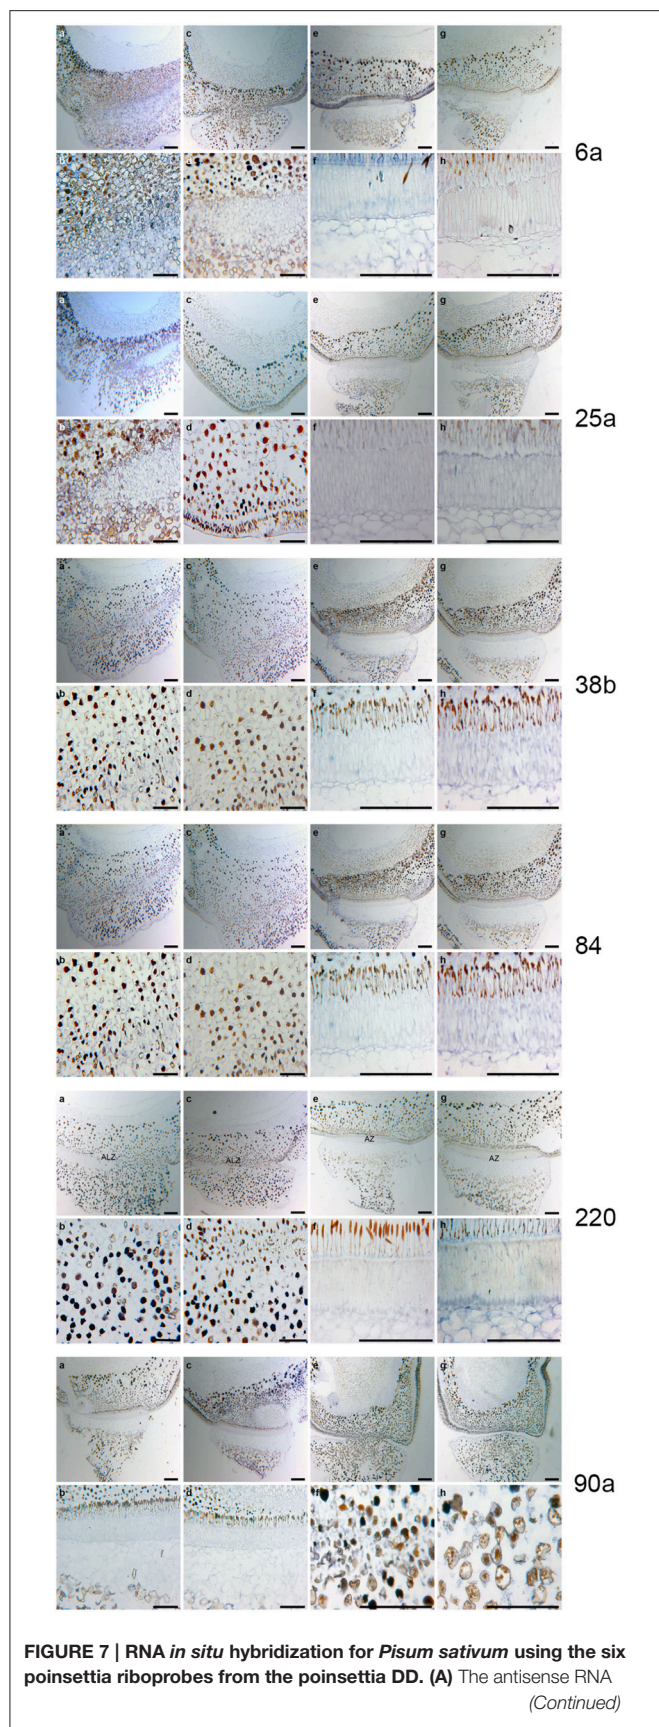 a c e g
6a
b d f h
a c e g
25a
b d f h
a c e g
38b
b d f h
a c e g
84
b d f h
a c e g
ALZ ALZ AZ AZ
220
b d f h
a c e g
90a
b d f h
FIGURE 7 | RNA in situ hybridization for Pisum sativum using the six
poinsettia riboprobes from the poinsettia DD. (A) The antisense RNA
(Continued)